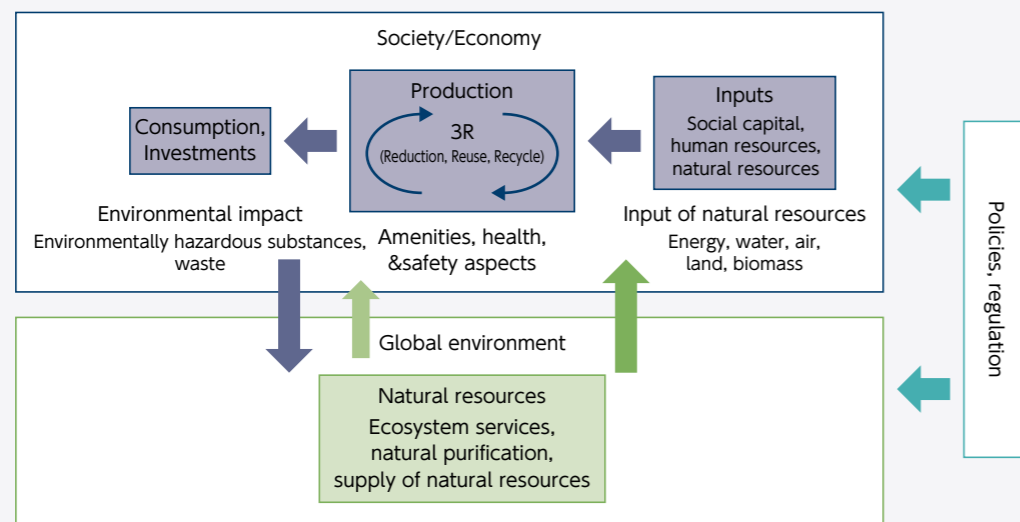 Society/Economy
Consumption,
Investments
Production
3R
(Reduction, Reuse, Recycle)
Inputs
Social capital,
human resources,
natural resources
Environmental impact
Environmentally hazardous substances,
waste
Amenities, health,
&safety aspects
Input of natural resources
Energy, water, air,
land, biomass
Global environment
Natural resources
Ecosystem services,
natural purification,
supply of natural resources
Policies, regulation